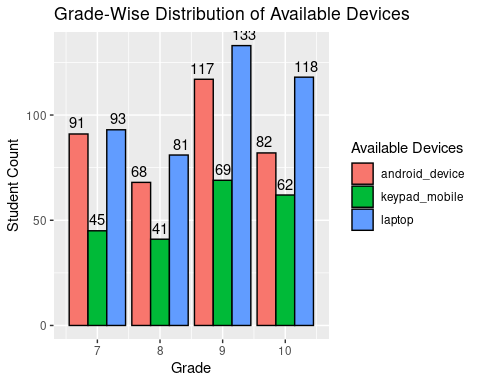 Grade-Wise Distribution of Available Devices
133
117
118
91
93
82
81
68
69
62
45
41
100
50
0
Student Count
7
8
9
10
Grade
Available Devices
android_device
keypad_mobile
laptop